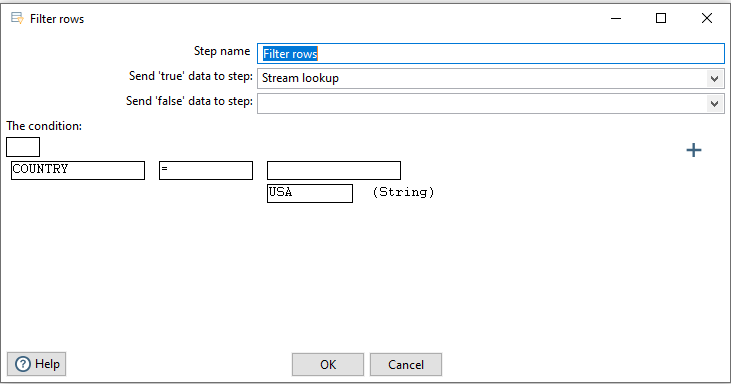 Filter rows
Step name Filter rows
Send 'true' data to step: Stream lookup
Send 'false' data to step:
The condition:
COUNTRY =
USA (String)
Help OK Cancel